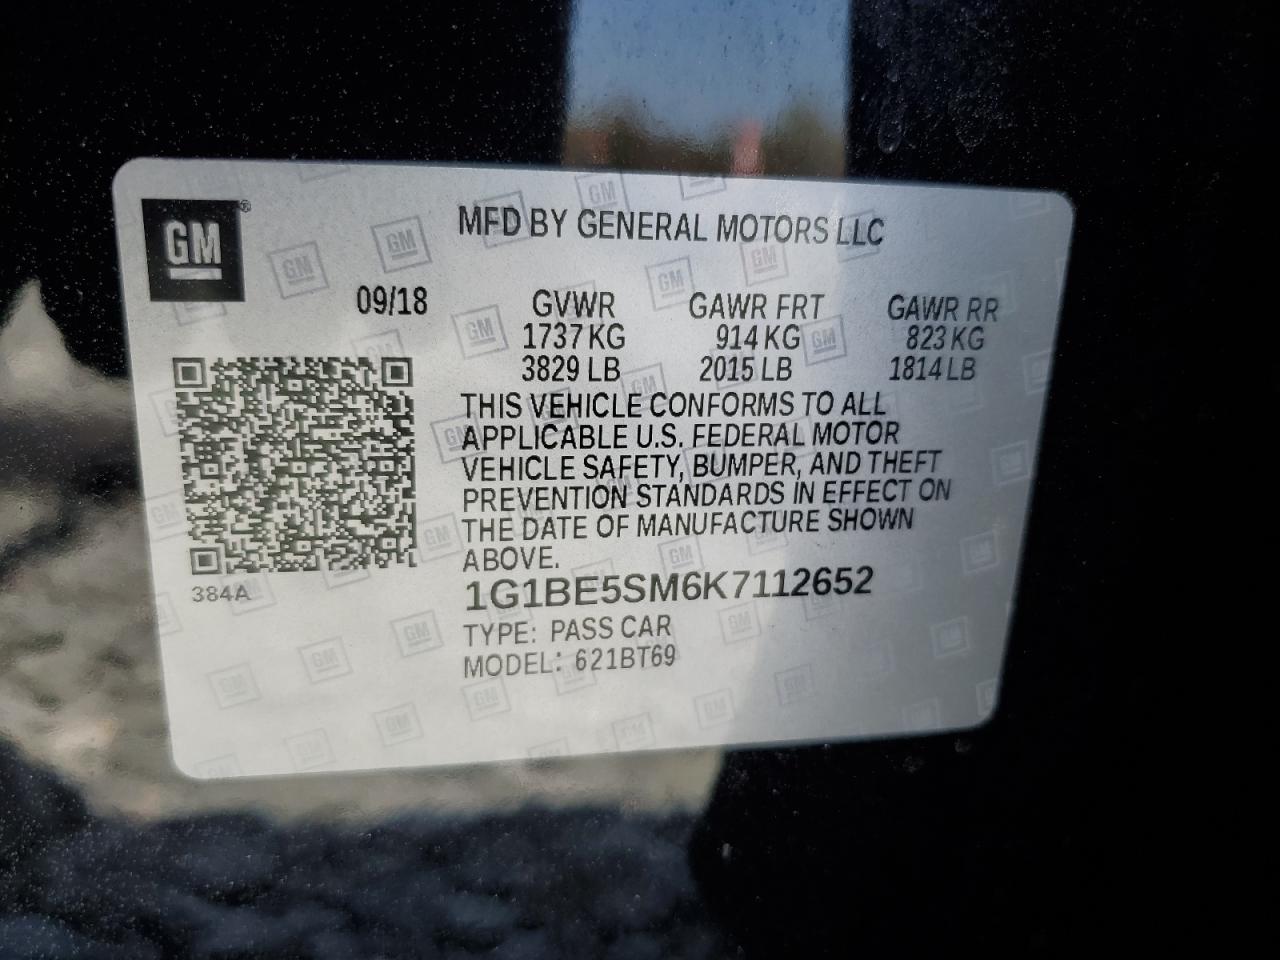 GM®
MFD BY GENERAL MOTORS LLC
09/18 GVWR GAWR FRT GAWR RR
1737 KG 914 KG 823 KG
3829 LB 2015 LB 1814 LB
THIS VEHICLE CONFORMS TO ALL
APPLICABLE U.S. FEDERAL MOTOR
VEHICLE SAFETY, BUMPER, AND THEFT
PREVENTION STANDARDS IN EFFECT ON
THE DATE OF MANUFACTURE SHOWN
ABOVE.
384A
1G1BE5SM6K7112652
TYPE: PASS CAR
MODEL: 621BT69